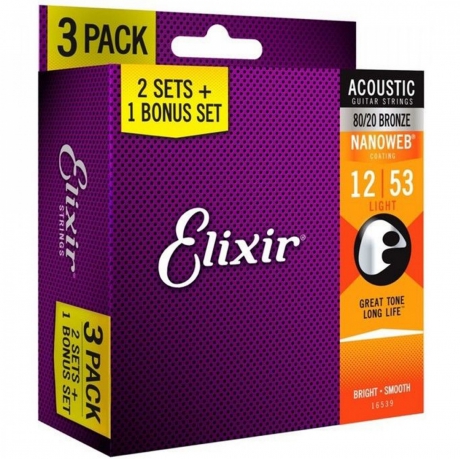 3 PACK
2 SETS +
1 BONUS SET
Elixir®
ACOUSTIC
GUITAR STRINGS
80/20 BRONZE
NANOWEB®
COATING
12 | 53
LIGHT
GREAT TONE
LONG LIFE™
BRIGHT - SMOOTH
16539
Elixir
STRINGS
3 PACK
2 SETS +
1 BONUS SET